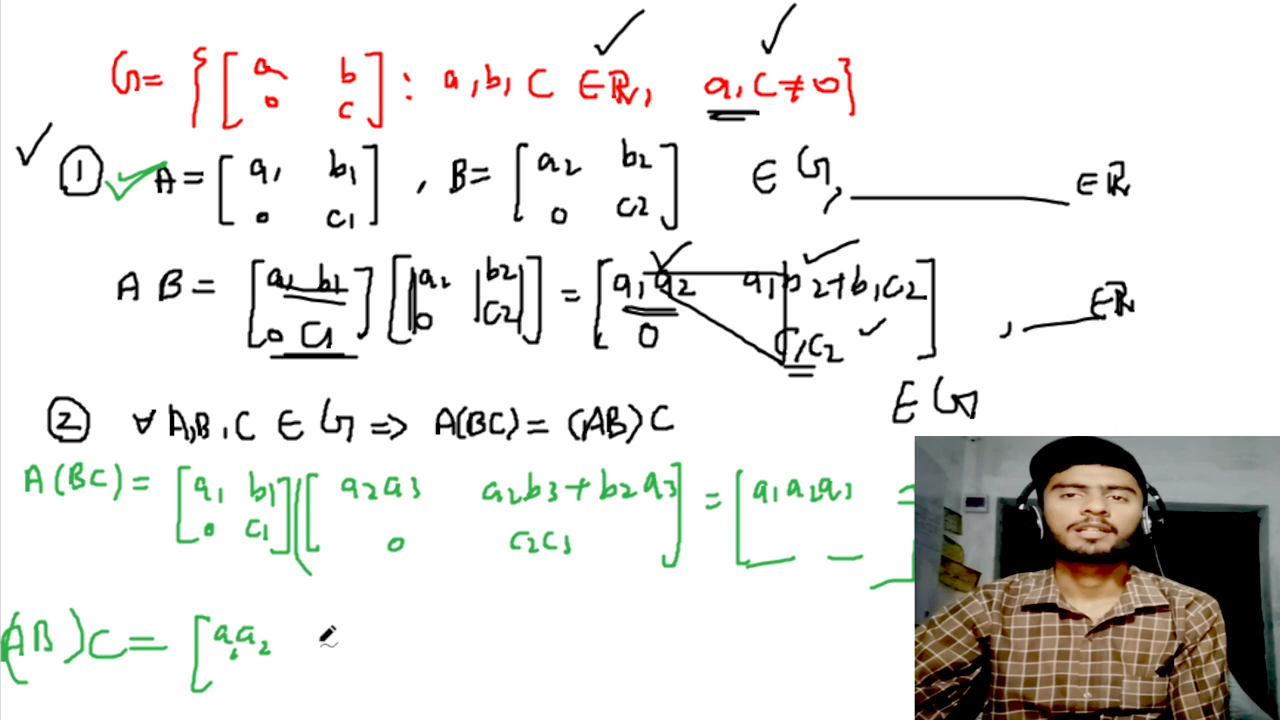 G = { [ a b 0 c ] : a, b, c ∈ ℝ, a, c ≠ 0 }
① A = [ a₁ b₁ 0 c₁ ] , B = [ a₂ b₂ 0 c₂ ] ∈ G, ∈ ℝ
A B = [ a₁ b₁ 0 c₁ ] [ a₂ b₂ 0 c₂ ] = [ a₁a₂ a₁b₂+b₁c₂ 0 c₁c₂ ] , ∈ ℝ
∈ G
② ∀ A,B,C ∈ G ⇒ A(BC) = (AB)C
A(BC) = [ a₁ b₁ 0 c₁ ] ( [ a₂a₃ a₂b₃+b₂a₃ 0 c₂c₃ ] = [ a₁a₂a₃
(AB)C = [ a₁a₂